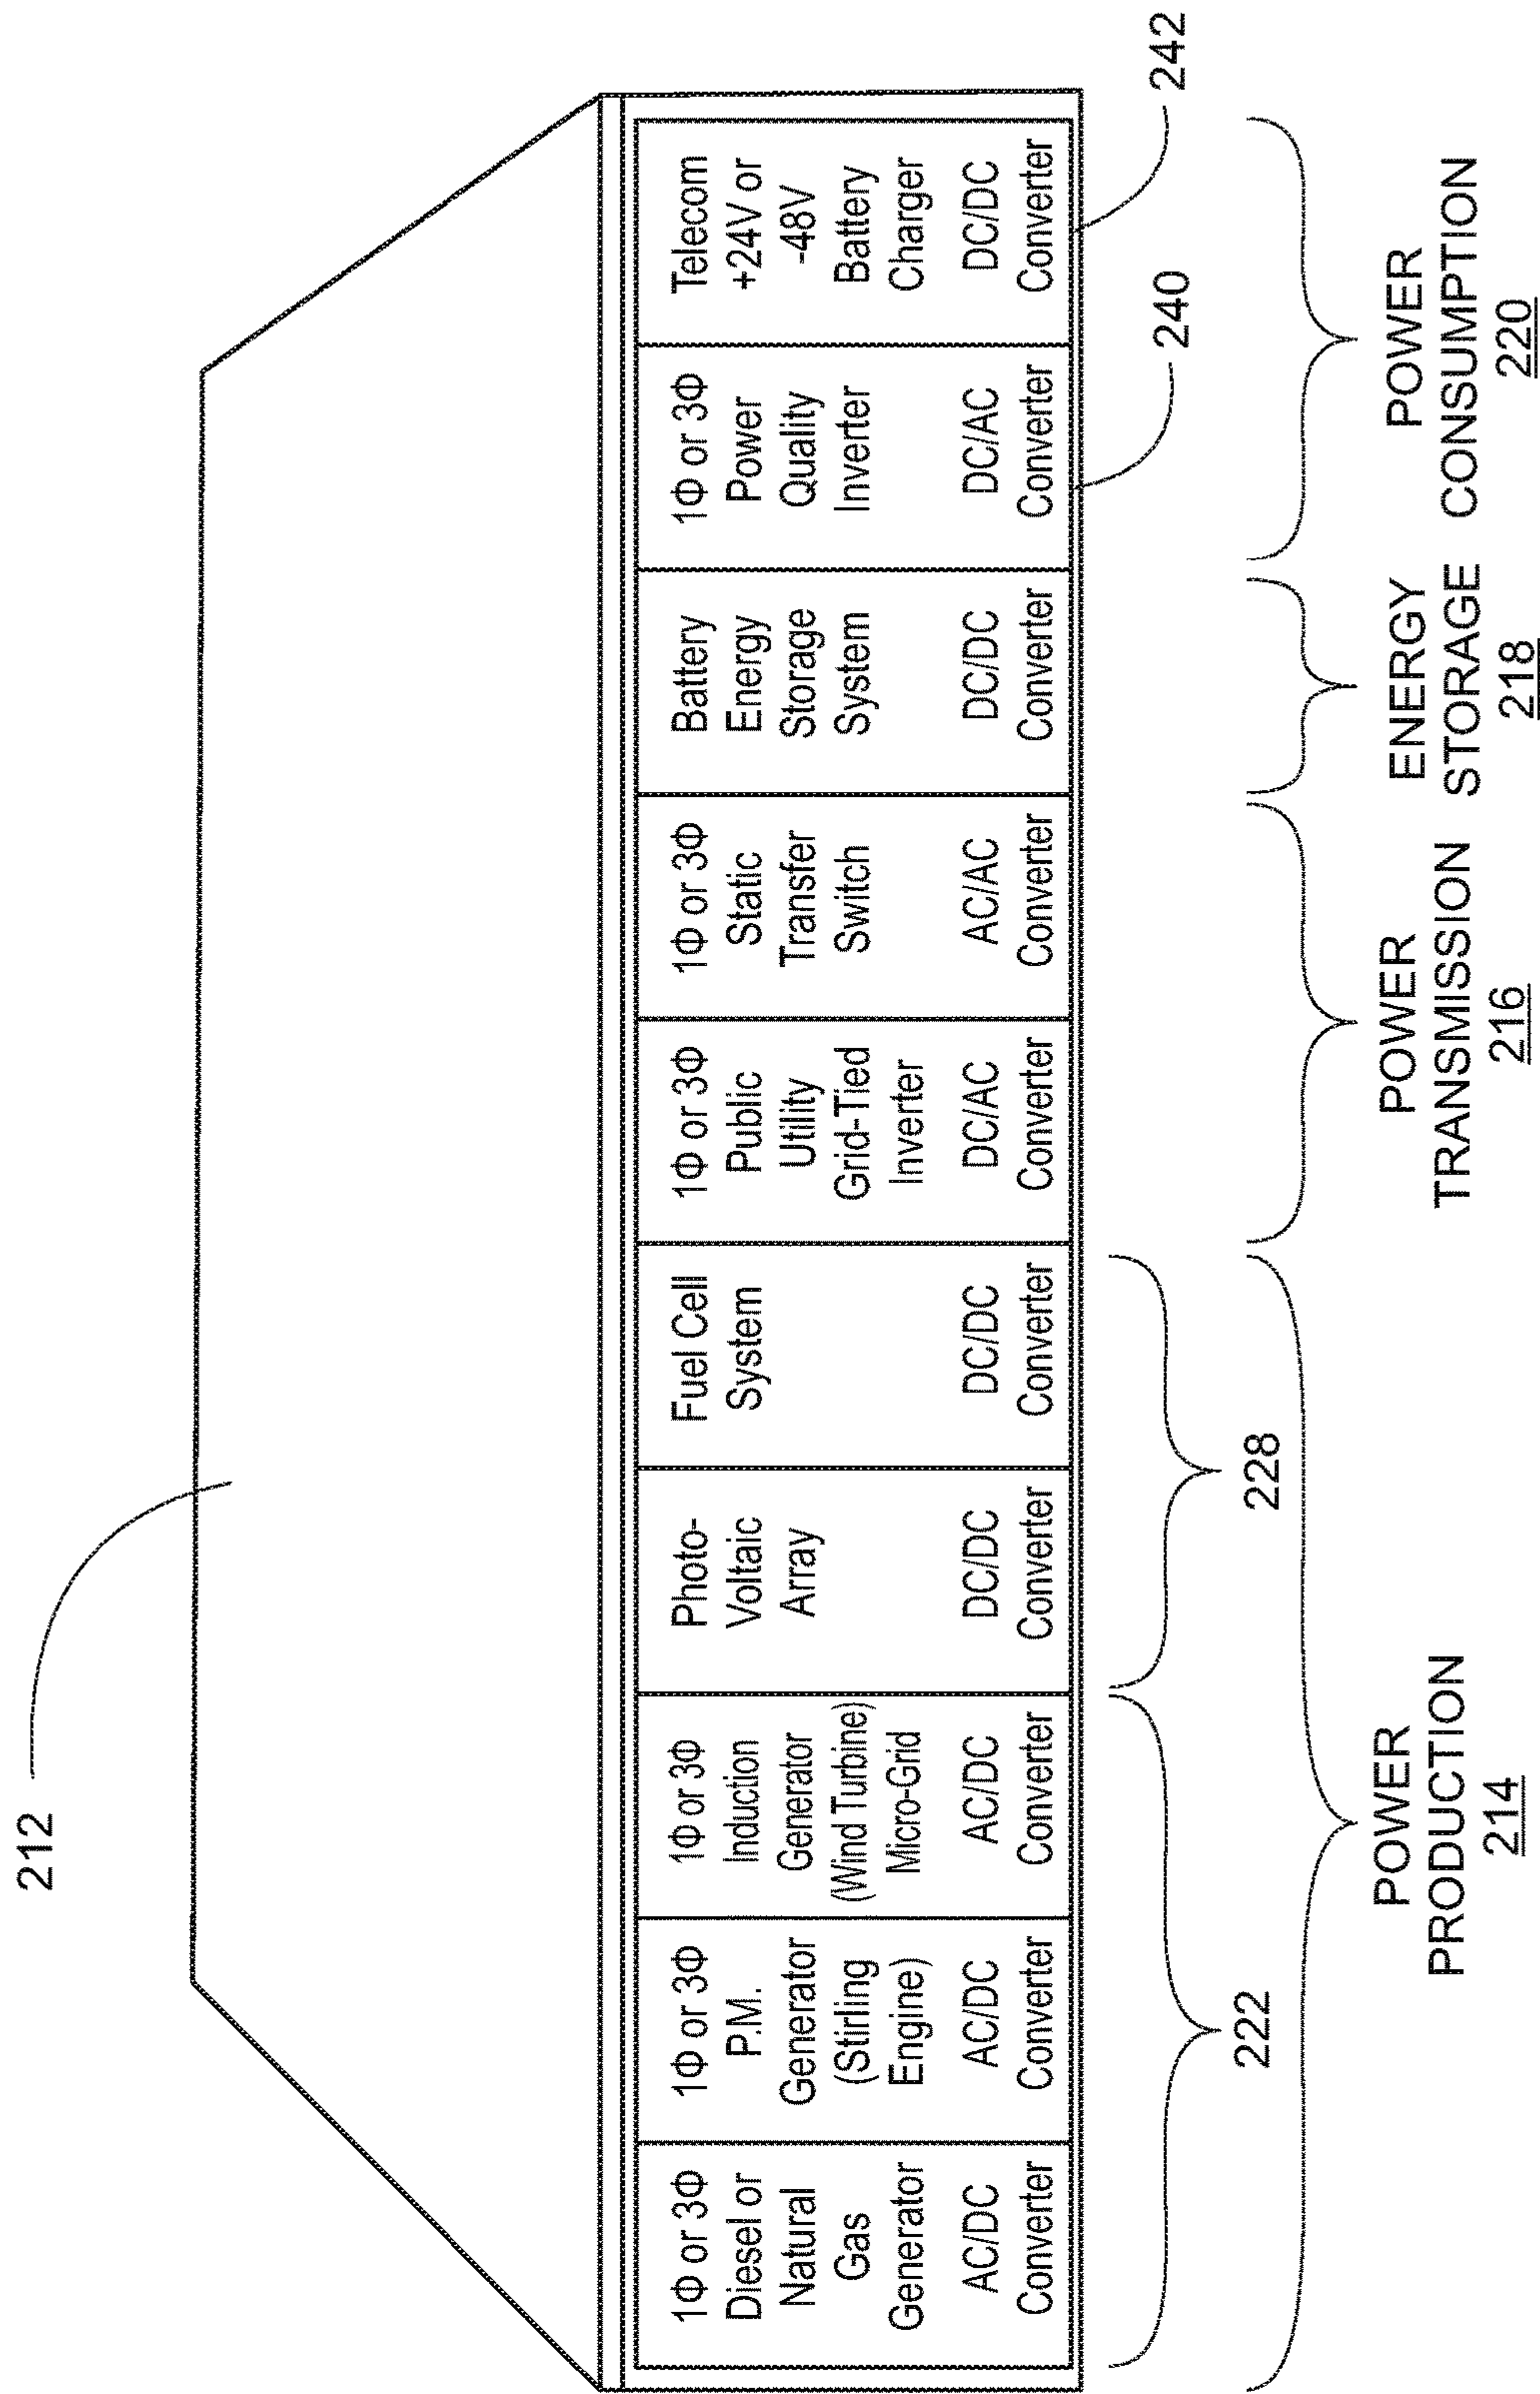 212
1Φ or 3Φ
Diesel or
Natural
Gas
Generator
AC/DC
Converter
1Φ or 3Φ
P.M.
Generator
(Stirling
Engine)
AC/DC
Converter
1Φ or 3Φ
Induction
Generator
(Wind Turbine)
Micro-Grid
AC/DC
Converter
Photo-
Voltaic
Array
DC/DC
Converter
Fuel Cell
System
DC/DC
Converter
1Φ or 3Φ
Public
Utility
Grid-Tied
Inverter
DC/AC
Converter
1Φ or 3Φ
Static
Transfer
Switch
AC/AC
Converter
Battery
Energy
Storage
System
DC/DC
Converter
1Φ or 3Φ
Power
Quality
Inverter
DC/AC
Converter
Telecom
+24V or
-48V
Battery
Charger
DC/DC
Converter
222
228
240
242
POWER
PRODUCTION
214
POWER
TRANSMISSION
216
ENERGY
STORAGE
218
POWER
CONSUMPTION
220